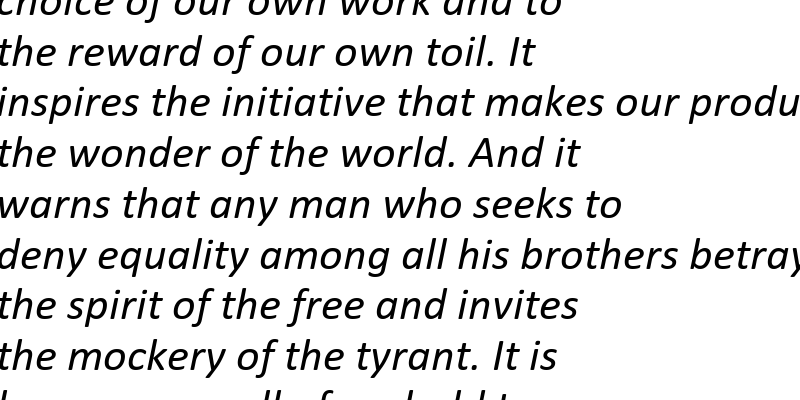 choice of our own work and to
the reward of our own toil. It
inspires the initiative that makes our produ
the wonder of the world. And it
warns that any man who seeks to
deny equality among all his brothers betray
the spirit of the free and invites
the mockery of the tyrant. It is